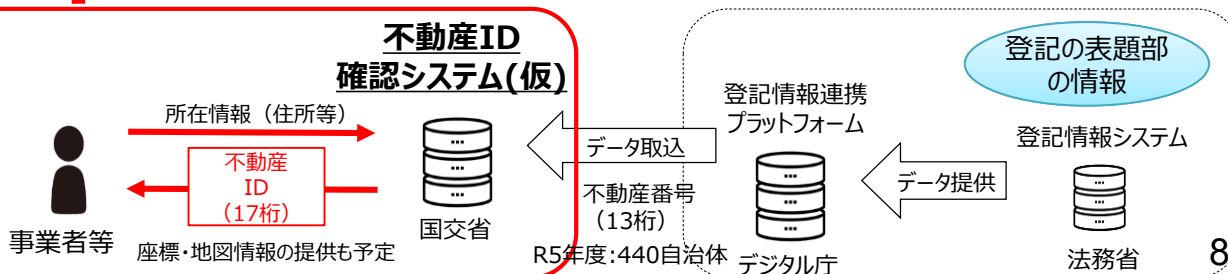 不動産ID
確認システム(仮)
所在情報（住所等）
不動産
ID
（17桁）
事業者等
座標・地図情報の提供も予定
国交省
データ取込
不動産番号
（13桁）
R5年度:440自治体
登記情報連携
プラットフォーム
デジタル庁
データ提供
登記の表題部
の情報
登記情報システム
法務省
8